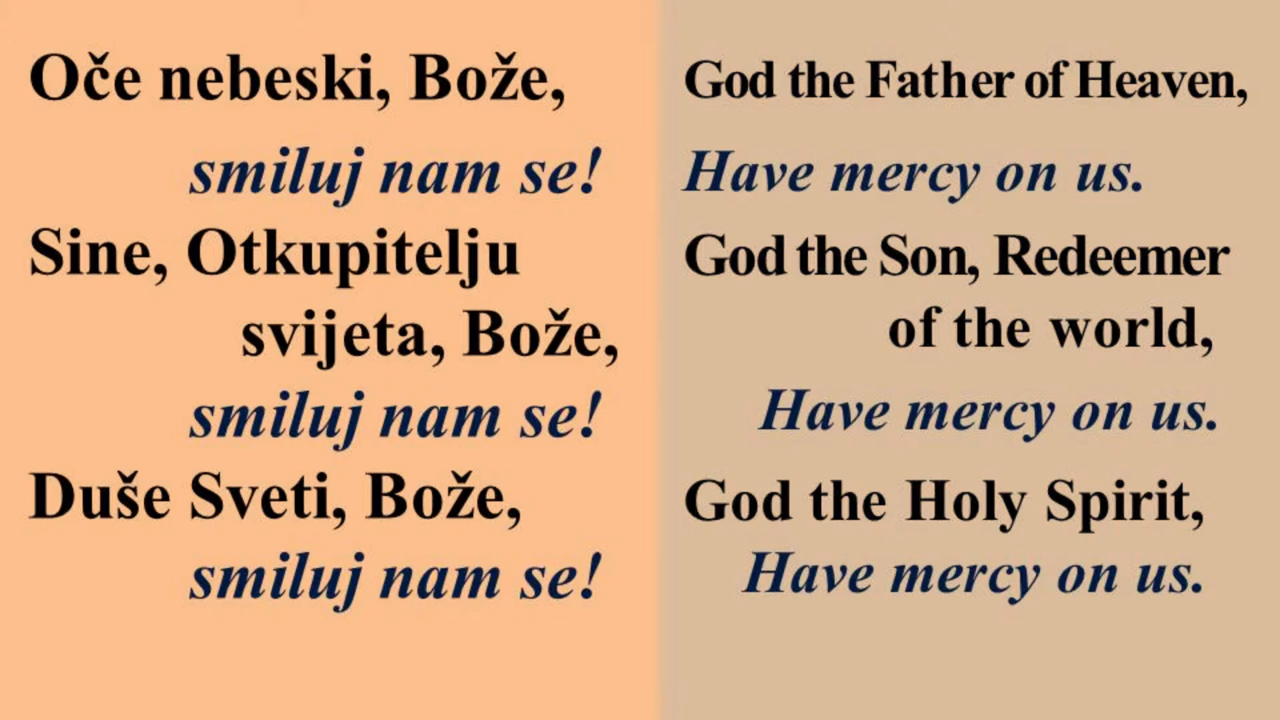 Oče nebeski, Bože,
smiluj nam se!
Sine, Otkupitelju
svijeta, Bože,
smiluj nam se!
Duše Sveti, Bože,
smiluj nam se!
God the Father of Heaven,
Have mercy on us.
God the Son, Redeemer
of the world,
Have mercy on us.
God the Holy Spirit,
Have mercy on us.